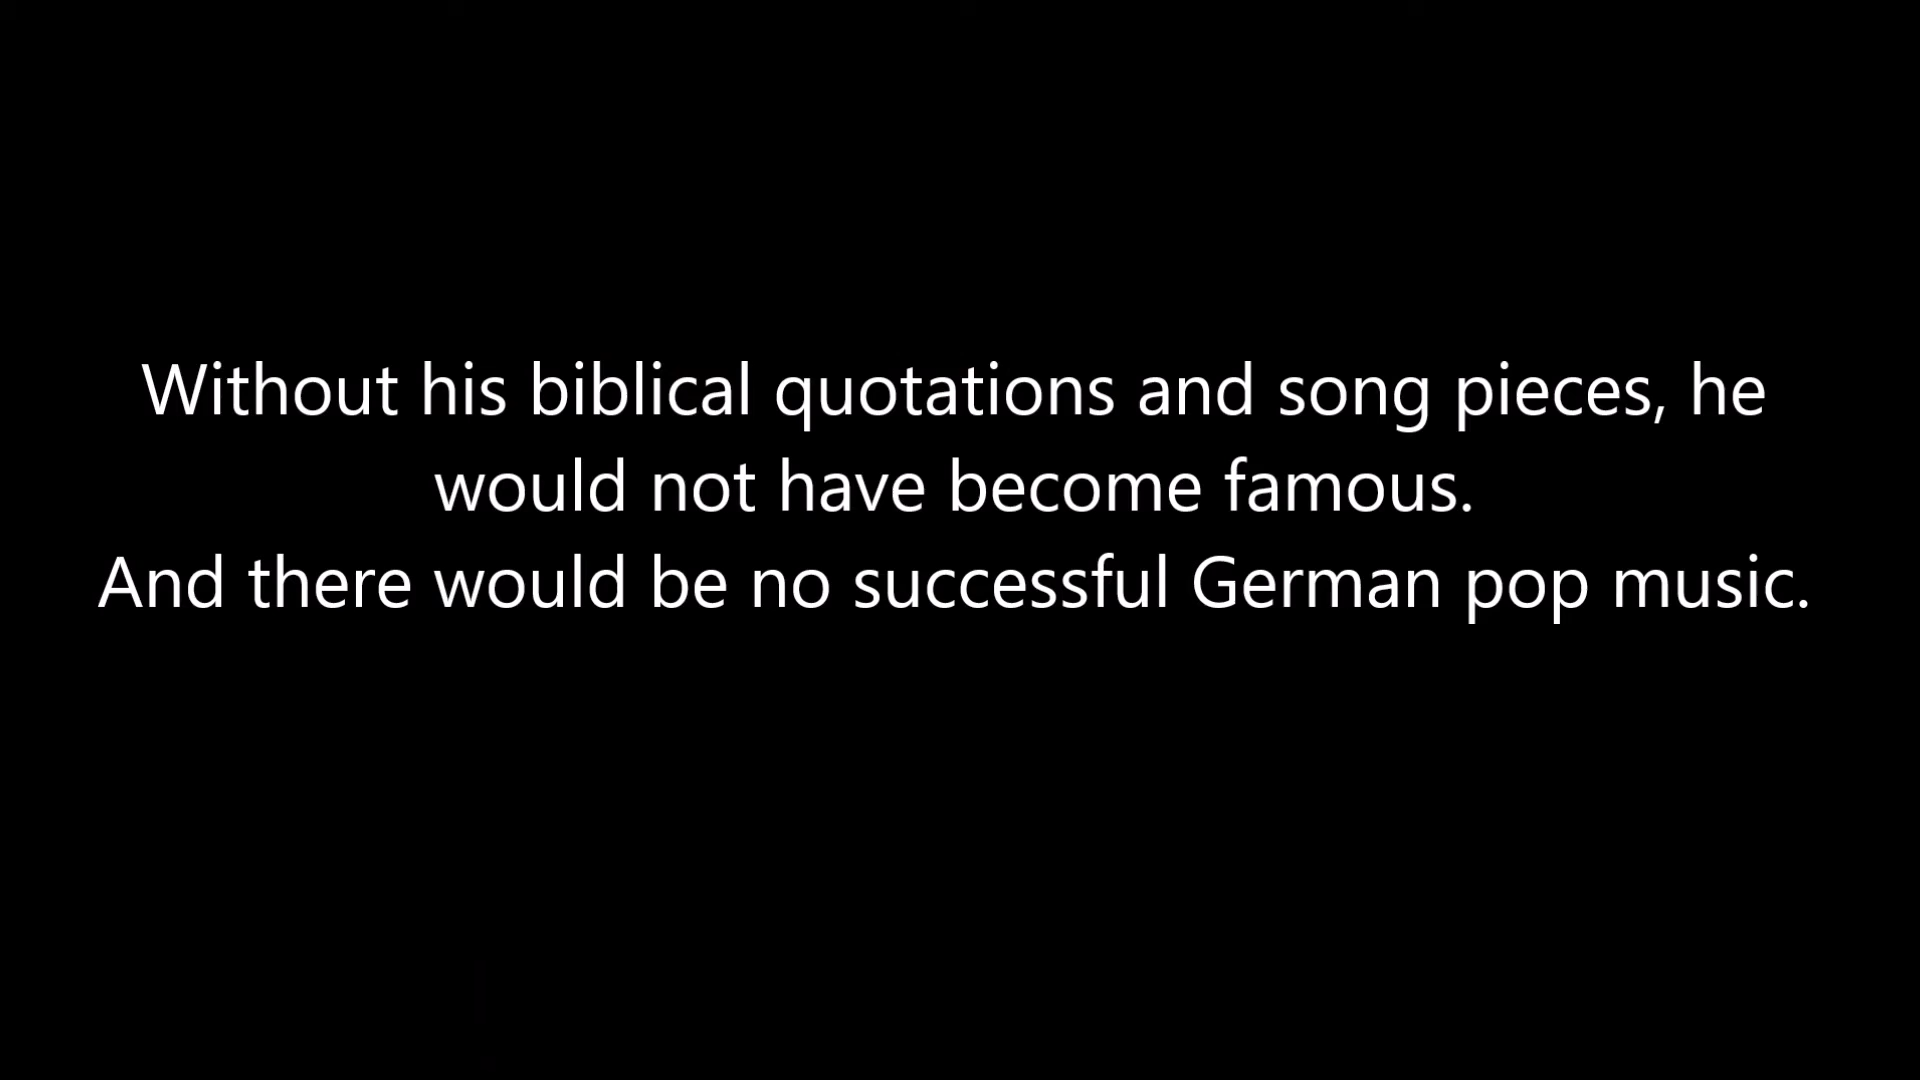 Without his biblical quotations and song pieces, he
would not have become famous.
And there would be no successful German pop music.